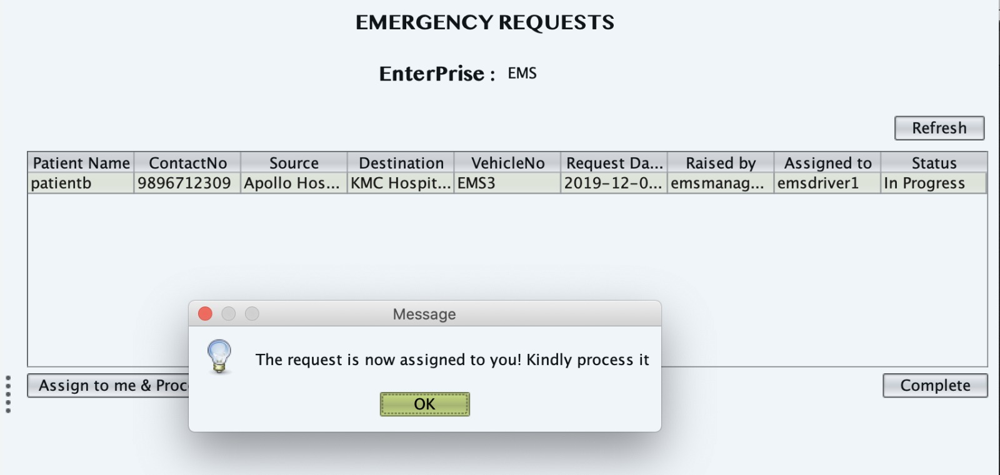 EMERGENCY REQUESTS
EnterPrise : EMS
Refresh
Patient Name ContactNo Source Destination VehicleNo Request Da... Raised by Assigned to Status
patientb 9896712309 Apollo Hos... KMC Hospit... EMS3 2019-12-0... emsmanag... emsdriver1 In Progress
Message
The request is now assigned to you! Kindly process it
Assign to me & Proc Complete
OK